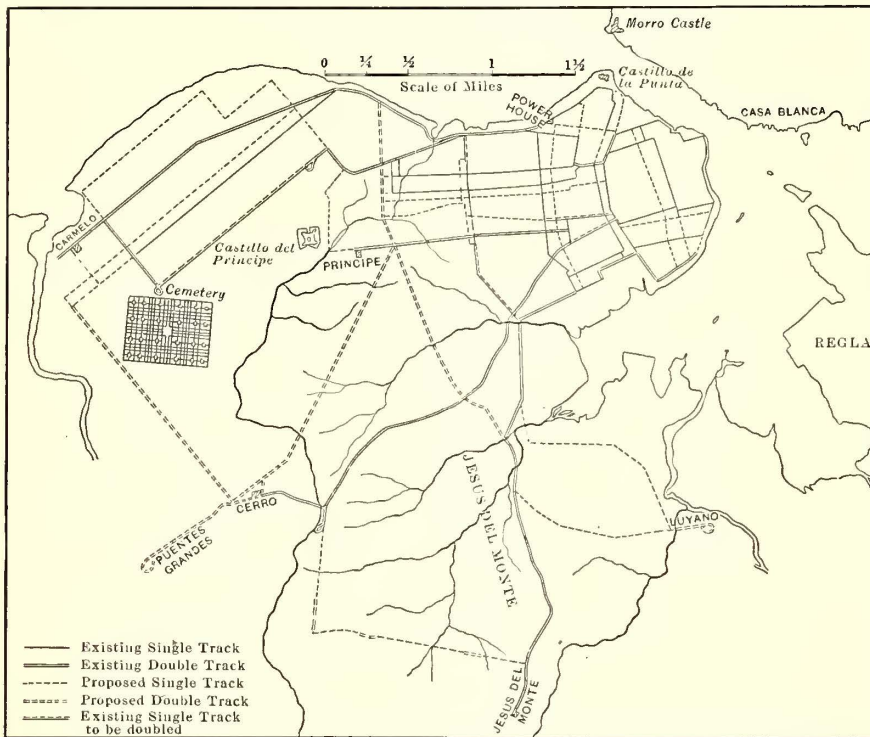 Morro Castle
0 ¼ ½ 1 1½
Scale of Miles
Castillo de
la Punta
POWER
HOUSE
CASA BLANCA
CARMELO
Castillo del
Principe
PRINCIPE
Cemetery
REGLA
CERRO
PUENTES
GRANDES
JESUS DEL MONTE
LUYANO
JESUS DEL
MONTE
Existing Single Track
Existing Double Track
Proposed Single Track
Proposed Double Track
Existing Single Track
to be doubled